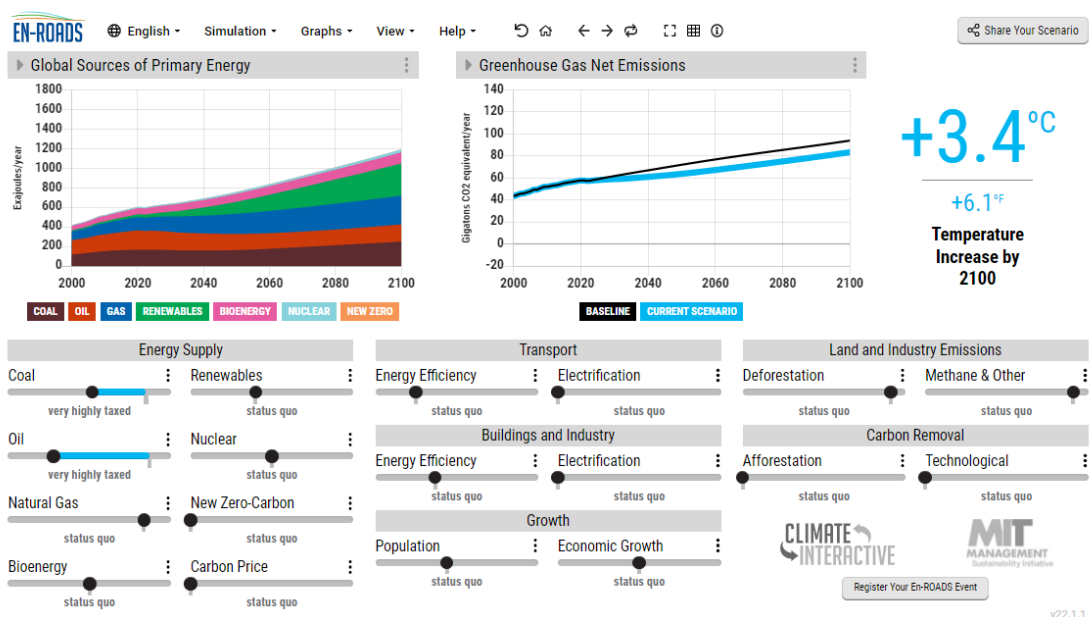 EN-ROADS
English
Simulation
Graphs
View
Help
Share Your Scenario
Global Sources of Primary Energy
1800
1600
1400
1200
1000
800
600
400
200
0
Exajoules/year
2000
2020
2040
2060
2080
2100
COAL
OIL
GAS
RENEWABLES
BIOENERGY
NUCLEAR
NEW ZERO
Greenhouse Gas Net Emissions
140
120
100
80
60
40
20
0
-20
Gigatons CO2 equivalent/year
2000
2020
2040
2060
2080
2100
BASELINE
CURRENT SCENARIO
+3.4°C
+6.1°F
Temperature
Increase by
2100
Energy Supply
Coal
very highly taxed
Renewables
status quo
Oil
very highly taxed
Nuclear
status quo
Natural Gas
status quo
New Zero-Carbon
status quo
Bioenergy
status quo
Carbon Price
status quo
Transport
Energy Efficiency
status quo
Electrification
status quo
Buildings and Industry
Energy Efficiency
status quo
Electrification
status quo
Growth
Population
status quo
Economic Growth
status quo
Land and Industry Emissions
Deforestation
status quo
Methane & Other
status quo
Carbon Removal
Afforestation
status quo
Technological
status quo
CLIMATE
INTERACTIVE
MIT
MANAGEMENT
Sustainability Initiative
Register Your En-ROADS Event
v22.1.1